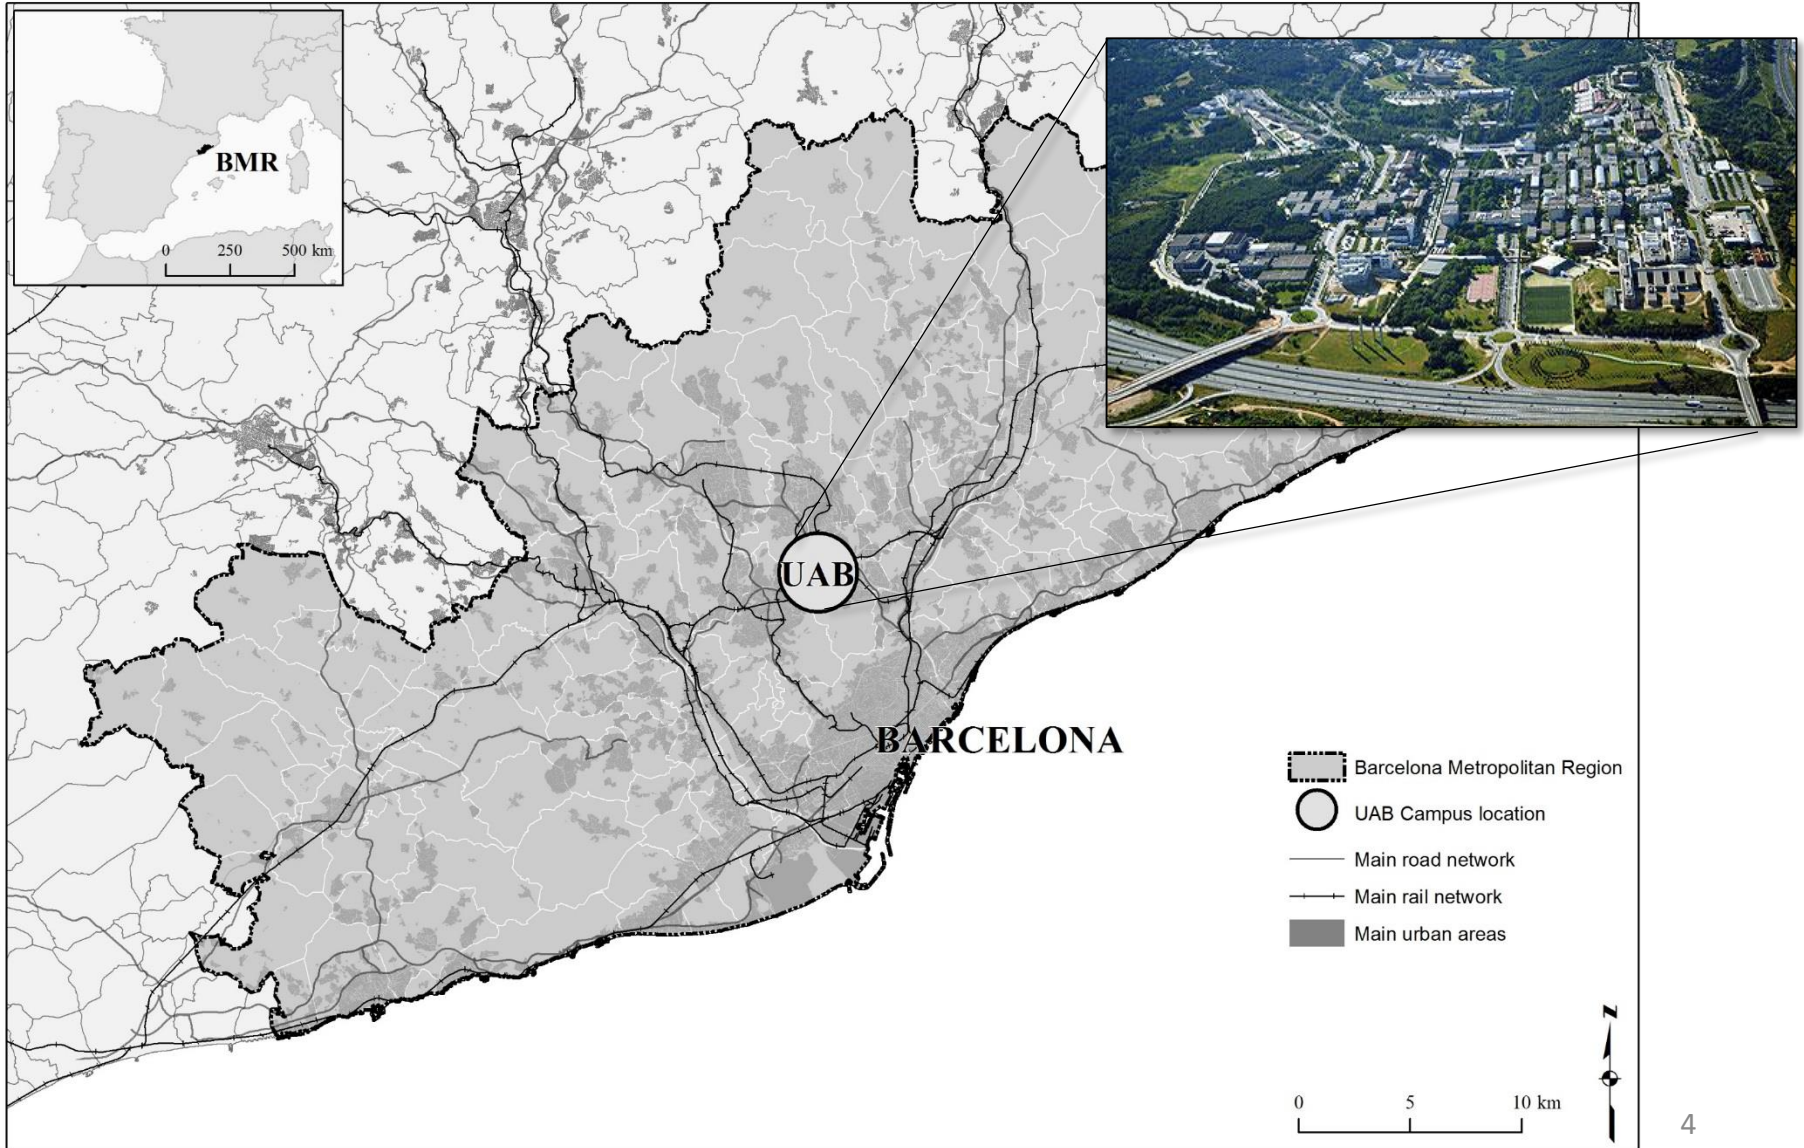 BMR
0 250 500 km
UAB
BARCELONA
Barcelona Metropolitan Region
UAB Campus location
Main road network
Main rail network
Main urban areas
N
0 5 10 km
4